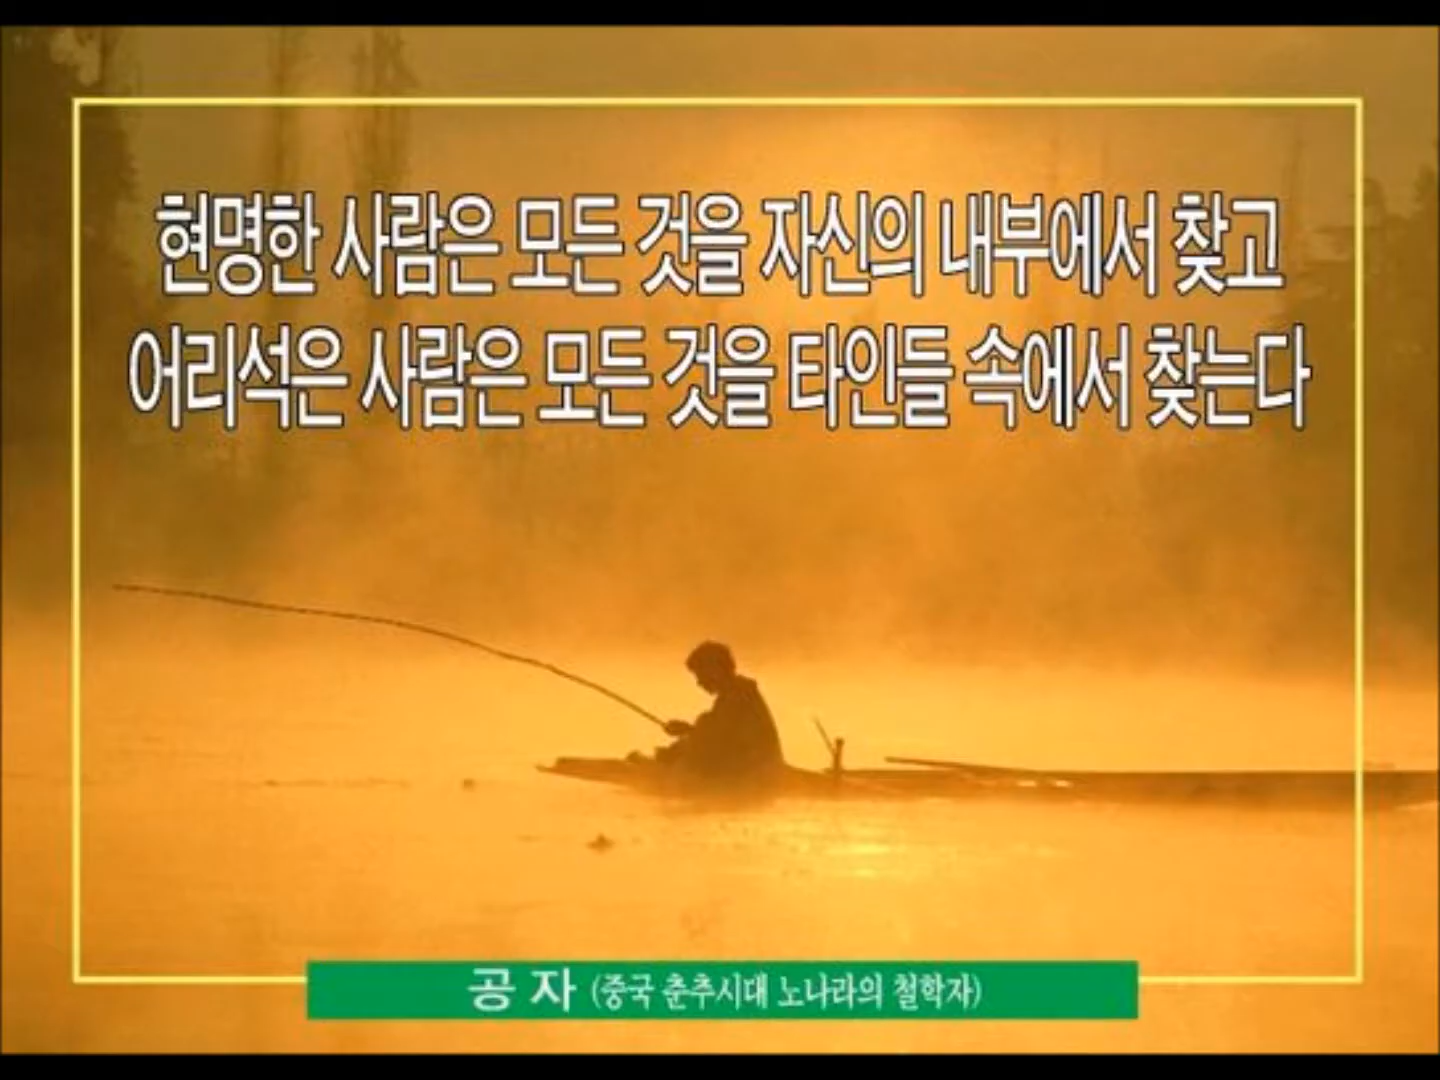 현명한 사람은 모든 것을 자신의 내부에서 찾고
어리석은 사람은 모든 것을 타인들 속에서 찾는다
공 자 (중국 춘추시대 노나라의 철학자)